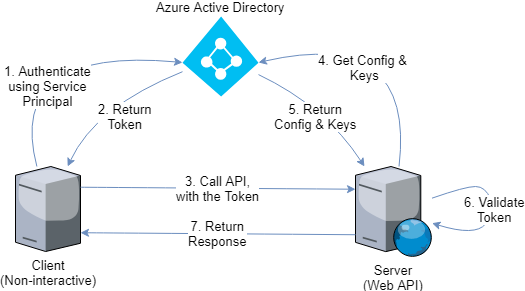 Azure Active Directory
1. Authenticate
using Service
Principal
2. Return
Token
3. Call API,
with the Token
4. Get Config &
Keys
5. Return
Config & Keys
6. Validate
Token
7. Return
Response
Client
(Non-interactive)
Server
(Web API)